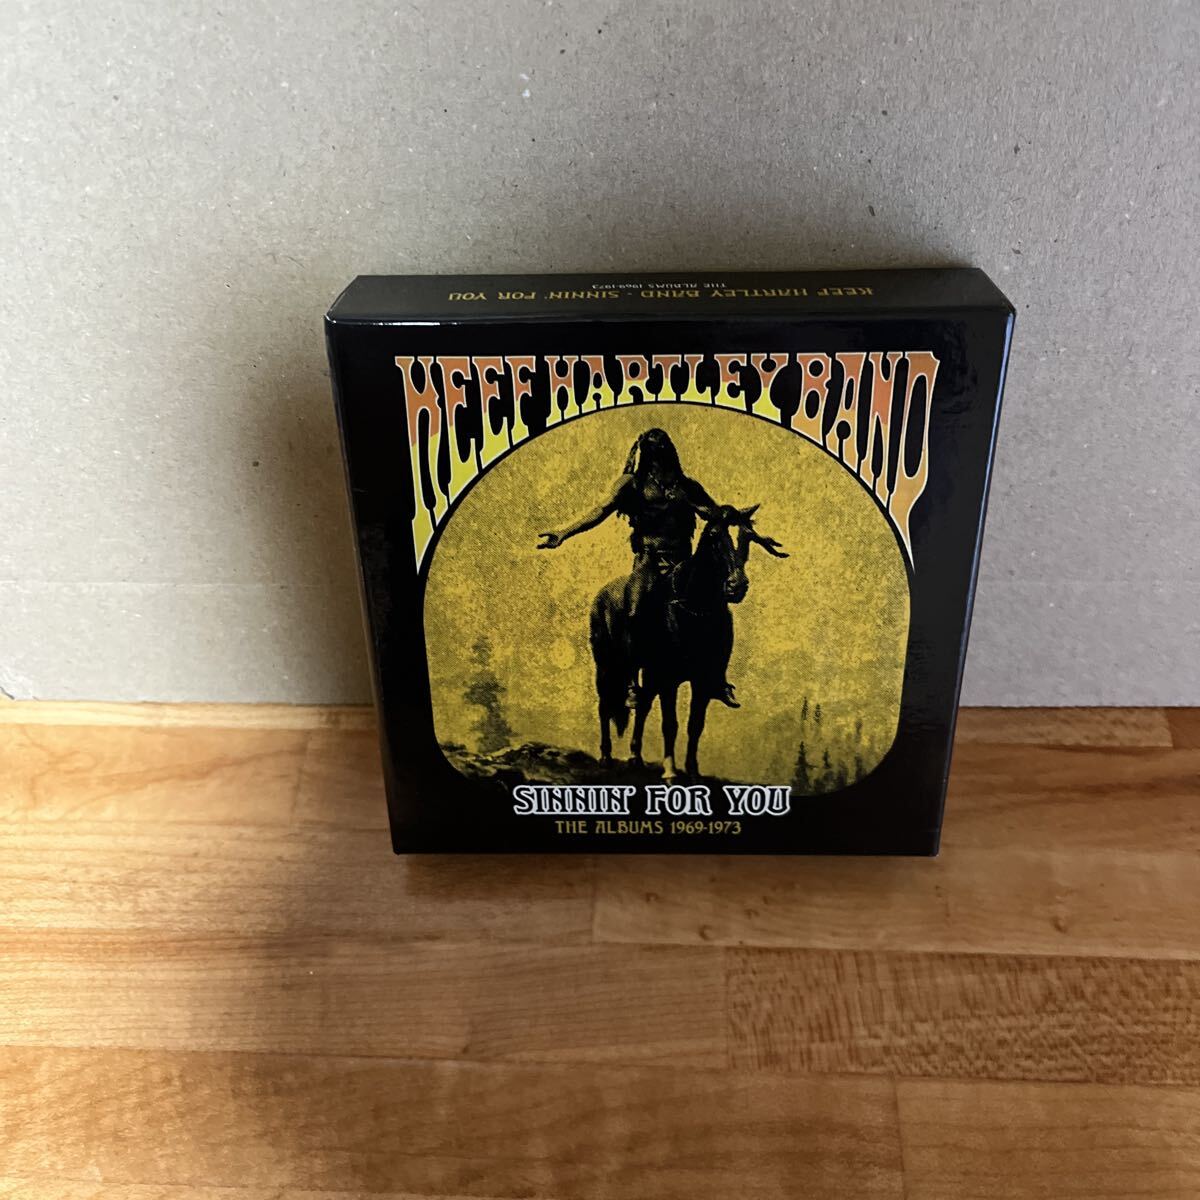 KEEF HARTLEY BAND · SINNIN' FOR YOU
THE ALBUMS 1969-1973
KEEF HARTLEY BAND
SINNIN' FOR YOU
THE ALBUMS 1969-1973